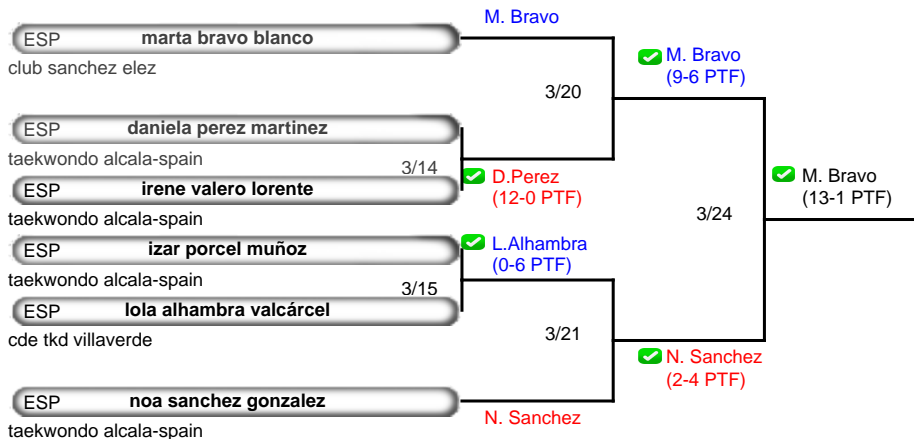 M. Bravo
ESP marta bravo blanco
club sanchez elez
M. Bravo
(9-6 PTF)
3/20
ESP daniela perez martinez
taekwondo alcala-spain
3/14
D.Perez
(12-0 PTF)
ESP irene valero lorente
taekwondo alcala-spain
M. Bravo
(13-1 PTF)
3/24
ESP izar porcel muñoz
taekwondo alcala-spain
L.Alhambra
(0-6 PTF)
3/15
ESP lola alhambra valcárcel
cde tkd villaverde
3/21
N. Sanchez
(2-4 PTF)
ESP noa sanchez gonzalez
taekwondo alcala-spain
N. Sanchez